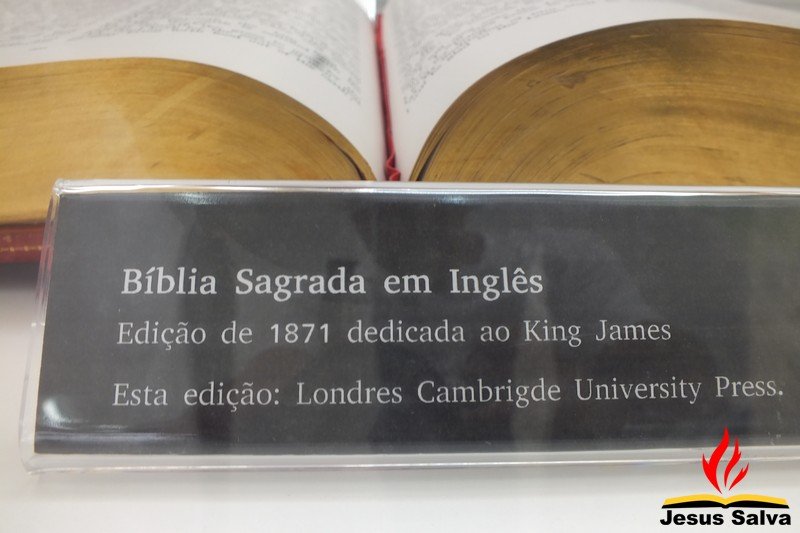 Bíblia Sagrada em Inglês
Edição de 1871 dedicada ao King James
Esta edição: Londres Cambrigde University Press.
Jesus Salva